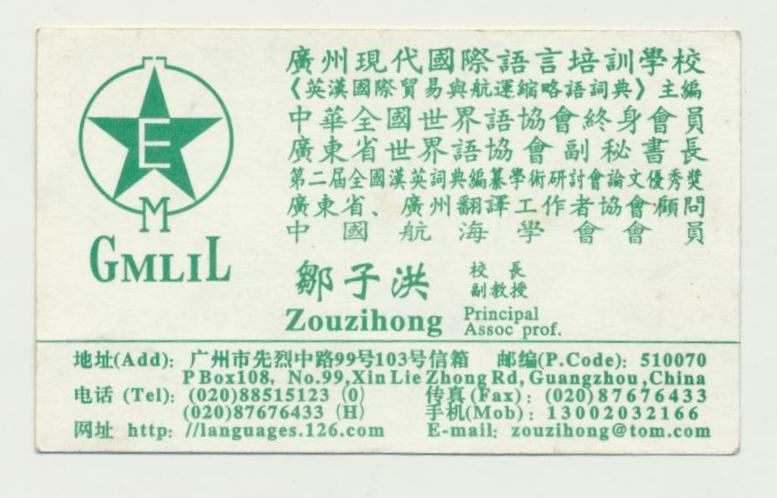 E
M
GMLIL
廣州現代國際語言培訓學校
《英漢國際貿易與航運縮略語詞典》主編
中華全國世界語協會終身會員
廣東省世界語協會副秘書長
第二屆全國漢英詞典編纂學術研討會論文優秀獎
廣東省、廣州翻譯工作者協會顧問
中國航海學會會員
鄒子洪 校長
副教授
Zouzihong Principal
Assoc prof.
地址(Add): 广州市先烈中路99号103号信箱 邮编(P.Code): 510070
PBox108, No.99,XinLieZhongRd,Guangzhou,China
电话 (Tel): (020)88515123 (0) 传真(Fax): (020)87676433
(020)87676433 (H) 手机(Mob): 13002032166
网址 http: //languages.126.com E-mail: zouzihong@tom.com